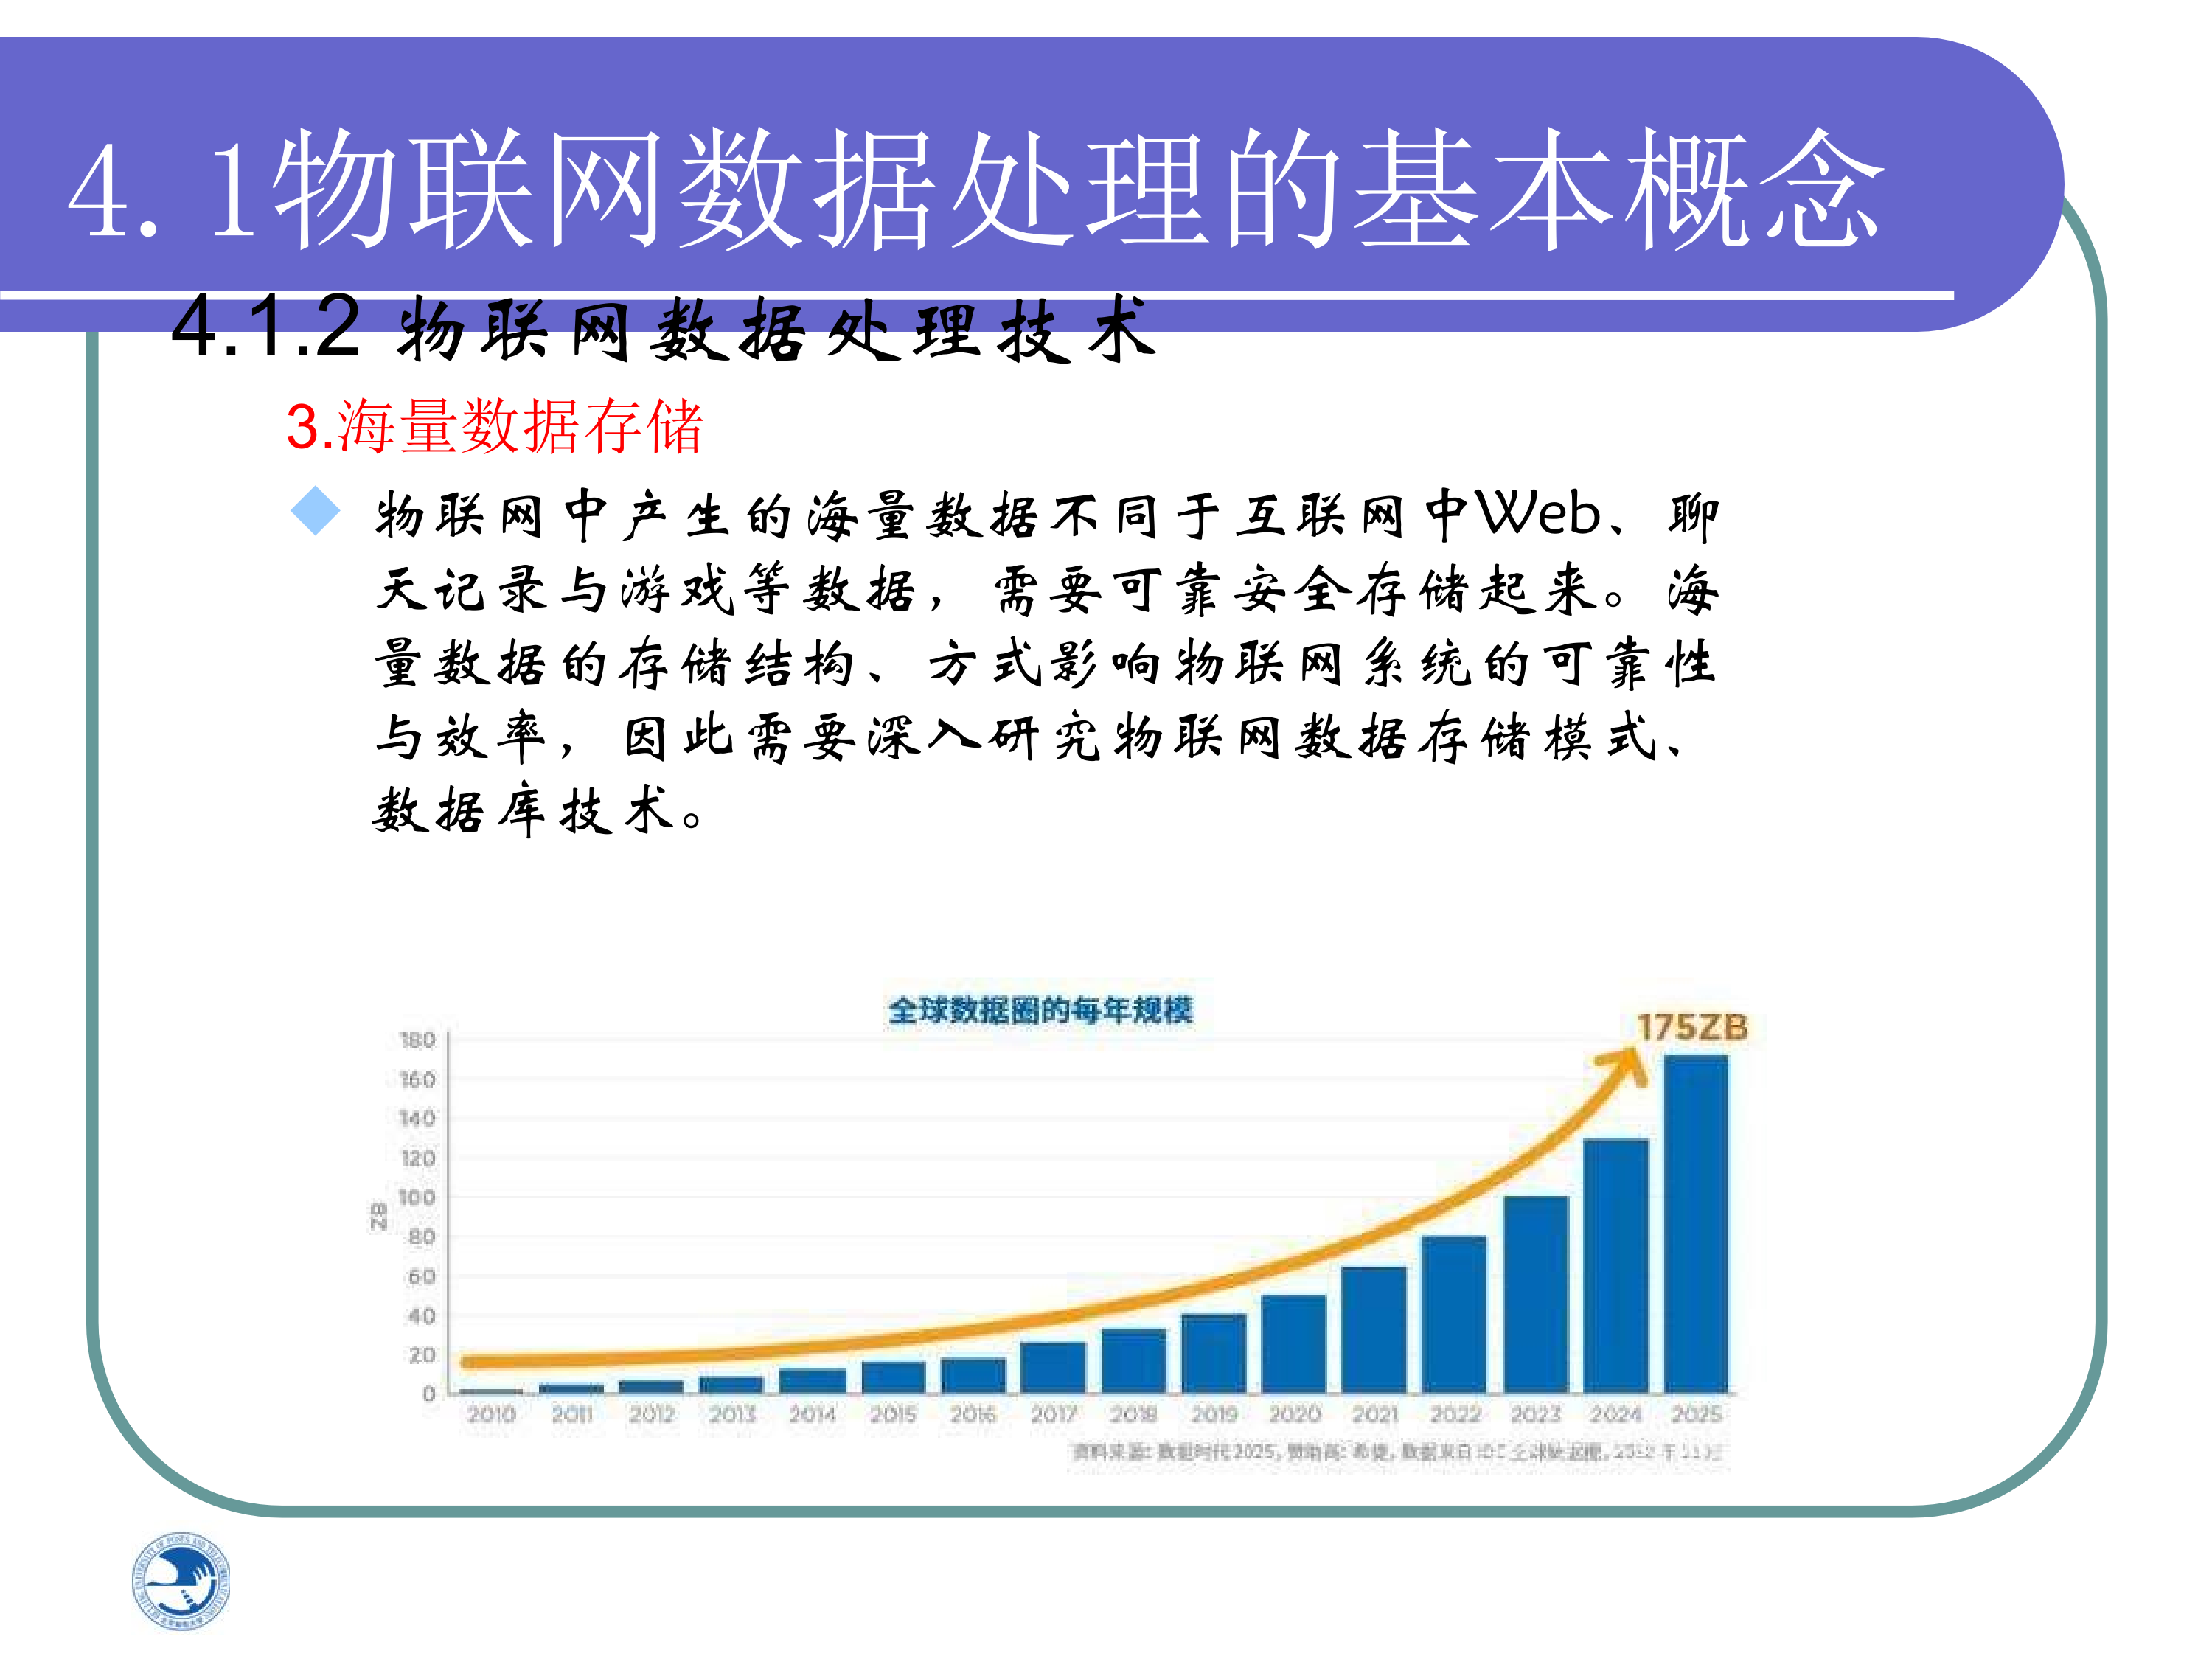 4.1物联网数据处理的基本概念
4.1.2 物联网数据处理技术
3.海量数据存储
物联网中产生的海量数据不同于互联网中Web、聊
天记录与游戏等数据，需要可靠安全存储起来。海
量数据的存储结构、方式影响物联网系统的可靠性
与效率，因此需要深入研究物联网数据存储模式、
数据库技术。
全球数据圈的每年规模
175ZB
180
160
140
120
100
80
60
40
20
0
ZB
2010 2011 2012 2013 2014 2015 2016 2017 2018 2019 2020 2021 2022 2023 2024 2025
资料来源: 数据时代 2025, 赞助商: 希捷, 数据来自 IDC 全球数据圈,